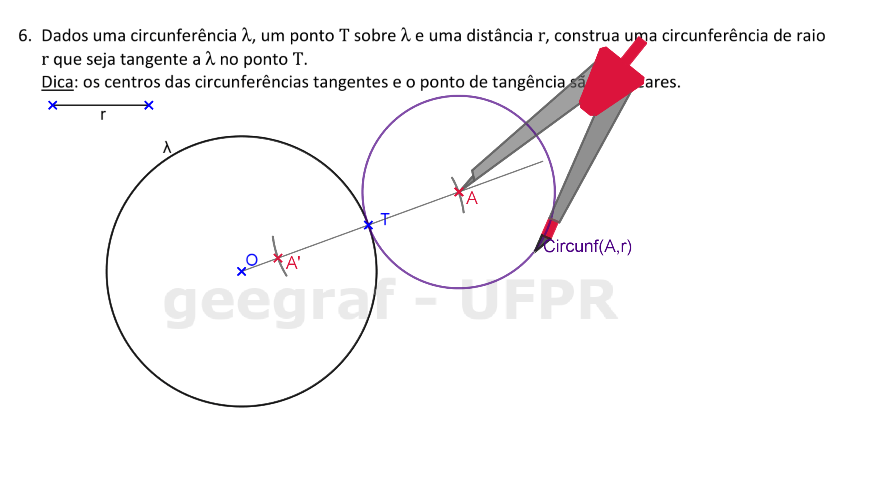 6. Dados uma circunferência λ, um ponto T sobre λ e uma distância r, construa uma circunferência de raio
r que seja tangente a λ no ponto T.
Dica: os centros das circunferências tangentes e o ponto de tangência
r
λ
T
A
O
A'
Circunf(A,r)
geegraf - UFPR